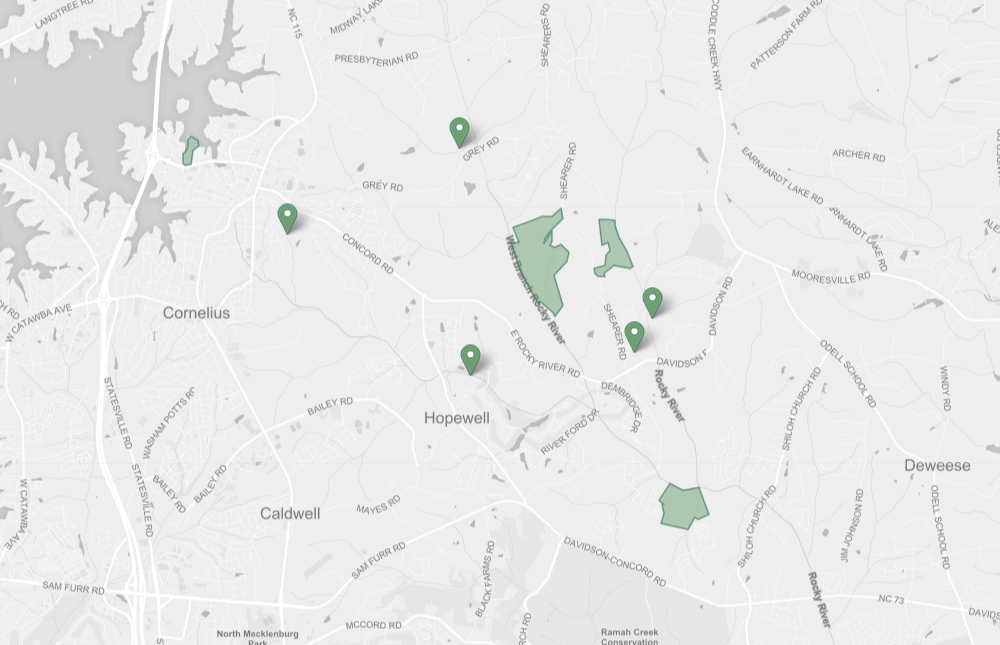 LANGTREE RD
NC 115
MIDWAY LAKE
SHEARERS RD
PATTERSON FARM RD
CREEK HWY
PRESBYTERIAN RD
GREY RD
SHEARER RD
ARCHER RD
EARNHARDT LAKE RD
GREY RD
RNHARDT LAKE RD
CONCORD RD
West Branch Rocky River
MOORESVILLE RD
DAVIDSON RD
W CATAWBA AVE
CH RD
Cornelius
SHEARER RD
E ROCKY RIVER RD
DAVIDSON
ODELL SCHOOL RD
Rocky River
DEMBRIDGE DR
WINDY RD
SHILOH CHURCH RD
STATESVILLE RD
WASHAM POTTS RD
BAILEY RD
Hopewell
RIVER FORD DR
Deweese
STATESVILLE RD
BAILEY RD
BAILEY RD
W CATAWBA AVE
Caldwell
MAYES RD
SHILOH CHURCH RD
JIM JOHNSON RD
ODELL SCHOOL RD
SAM FURR RD
BLACK FARMS RD
DAVIDSON-CONCORD RD
SAM FURR RD
Rocky River
NC 73
DAVIDS
MCCORD RD
North Mecklenburg
Park
RCH RD
Ramah Creek
Conservation